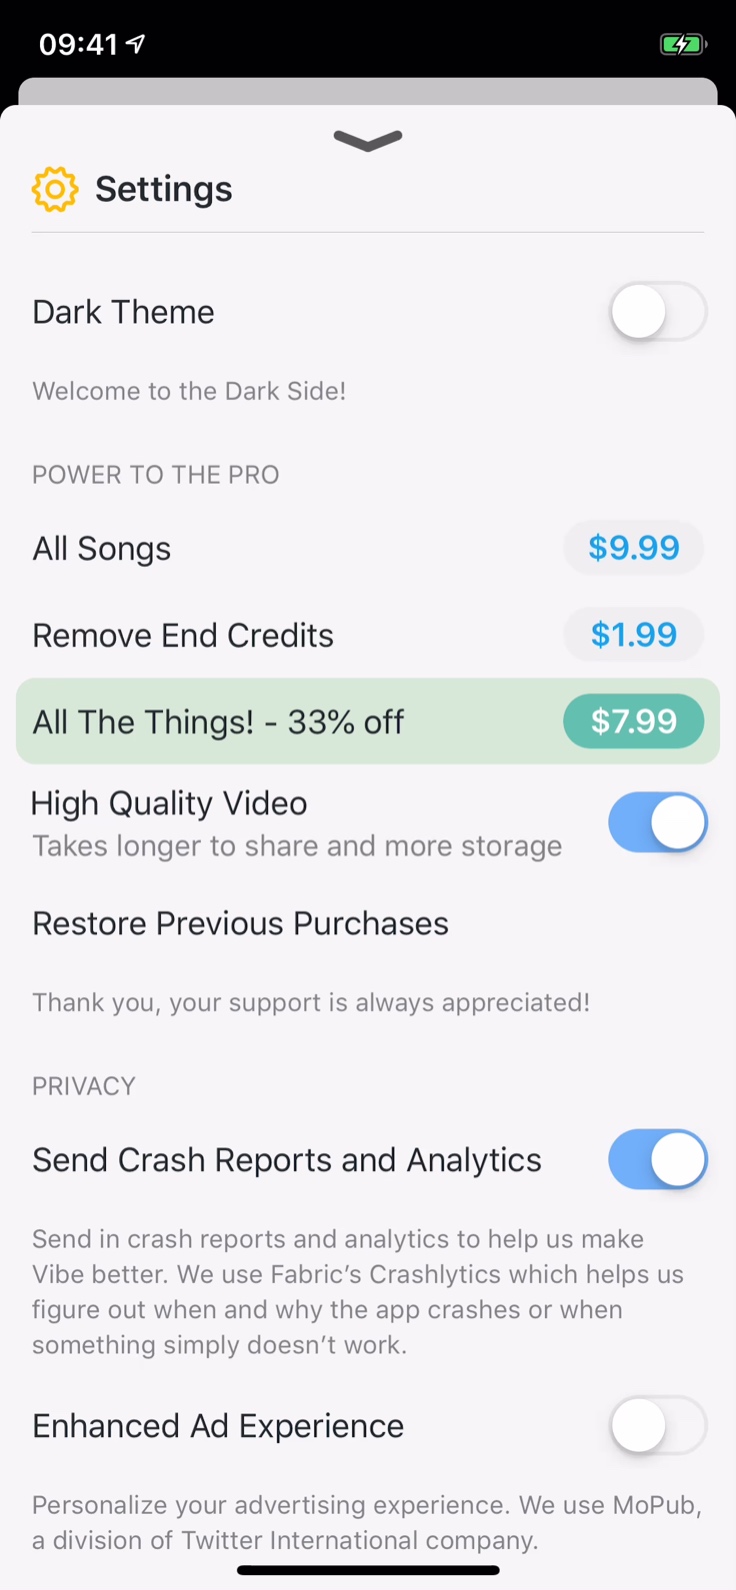 09:41
Settings
Dark Theme
Welcome to the Dark Side!
POWER TO THE PRO
All Songs $9.99
Remove End Credits $1.99
All The Things! - 33% off $7.99
High Quality Video
Takes longer to share and more storage
Restore Previous Purchases
Thank you, your support is always appreciated!
PRIVACY
Send Crash Reports and Analytics
Send in crash reports and analytics to help us make
Vibe better. We use Fabric’s Crashlytics which helps us
figure out when and why the app crashes or when
something simply doesn’t work.
Enhanced Ad Experience
Personalize your advertising experience. We use MoPub,
a division of Twitter International company.